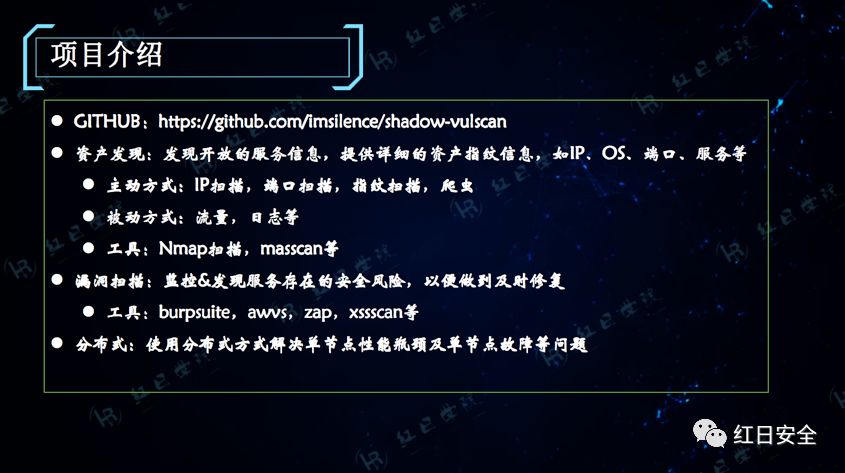 项目介绍
GITHUB：https://github.com/imsilence/shadow-vulscan
资产发现：发现开放的服务信息，提供详细的资产指纹信息，如IP、OS、端口、服务等
主动方式：IP扫描，端口扫描，指纹扫描，爬虫
被动方式：流量，日志等
工具：Nmap扫描，masscan等
漏洞扫描：监控&发现服务存在的安全风险，以便做到及时修复
工具：burpsuite，awvs，zap，xssscan等
分布式：使用分布式方式解决单节点性能瓶颈及单节点故障等问题
红日安全